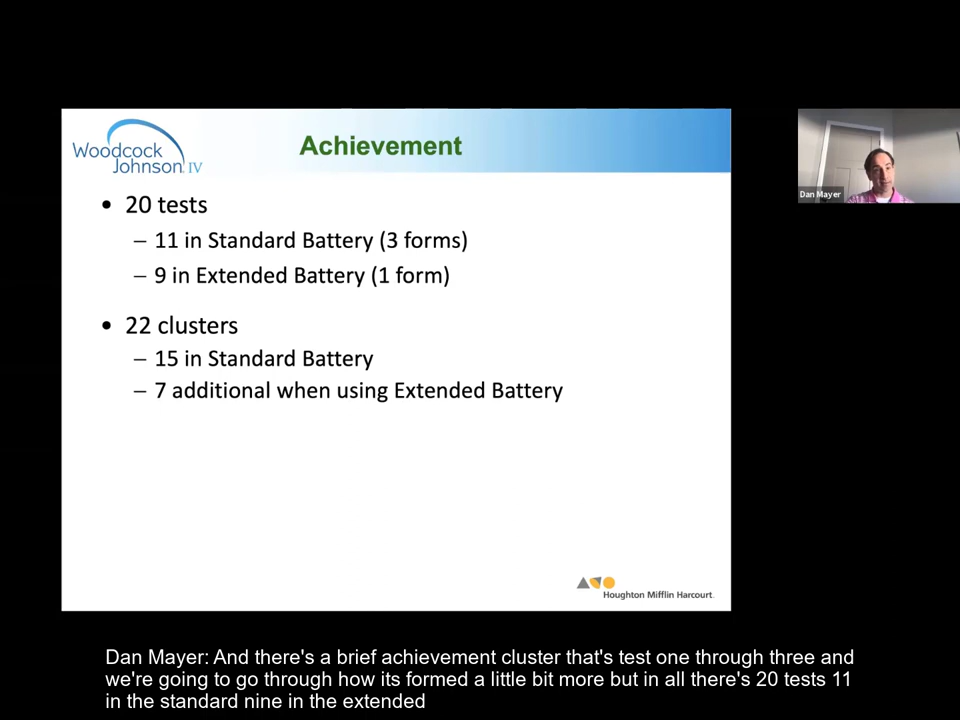 Woodcock
Johnson IV
Achievement
• 20 tests
– 11 in Standard Battery (3 forms)
– 9 in Extended Battery (1 form)
• 22 clusters
– 15 in Standard Battery
– 7 additional when using Extended Battery
Houghton Mifflin Harcourt
Dan Mayer
Dan Mayer: And there's a brief achievement cluster that's test one through three and
we're going to go through how its formed a little bit more but in all there's 20 tests 11
in the standard nine in the extended